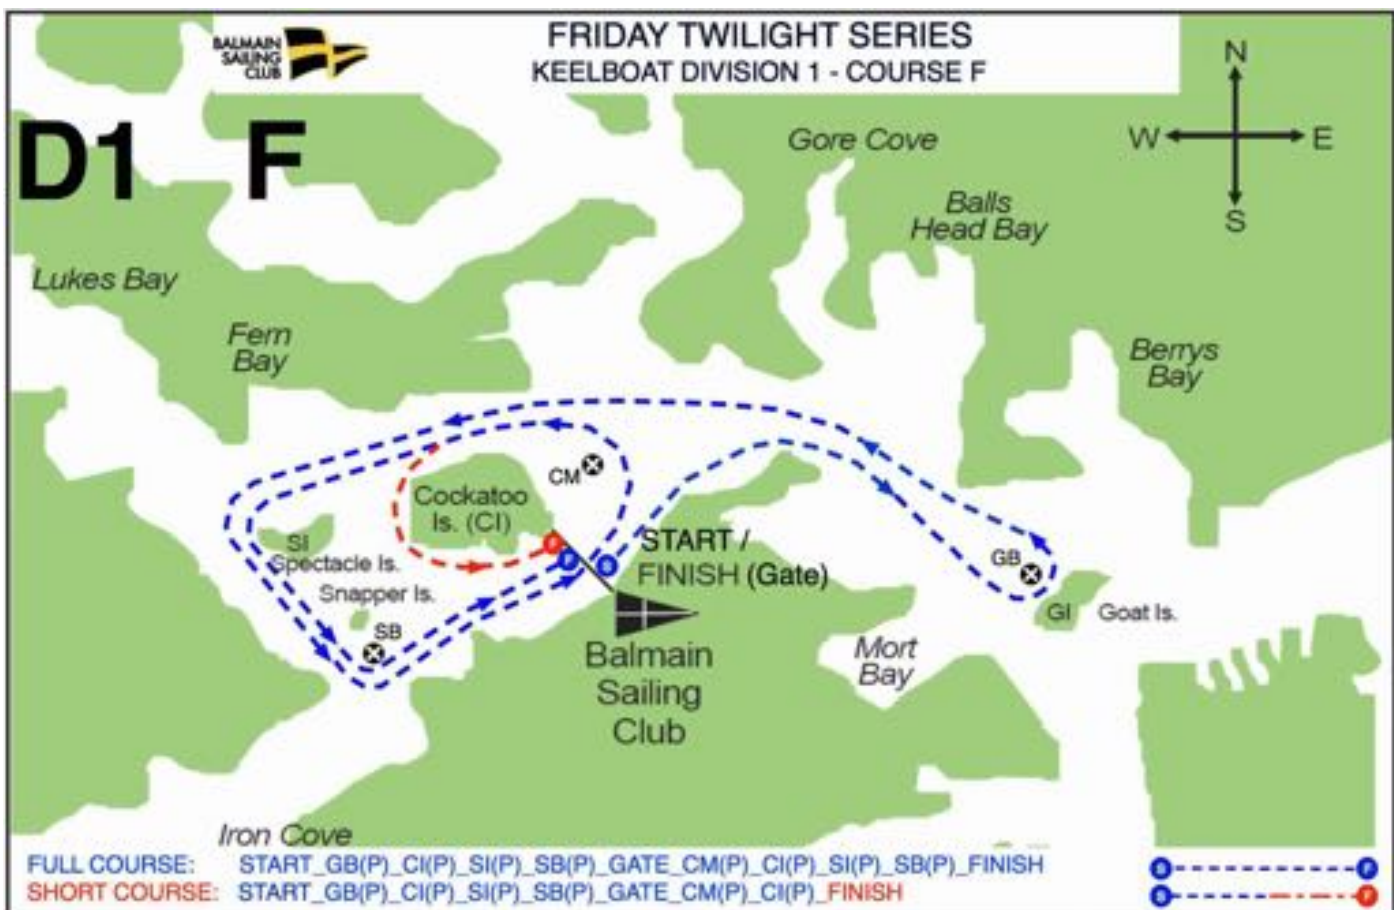 BALMAIN
SAILING
CLUB
FRIDAY TWILIGHT SERIES
KEELBOAT DIVISION 1 - COURSE F
N
W E
S
D1 F
Gore Cove
Balls
Head Bay
Lukes Bay
Fern
Bay
Berrys
Bay
CM
Cockatoo
Is. (CI)
SI
Spectacle Is.
Snapper Is.
SB
F
F
S
START /
FINISH (Gate)
GB
GI
Goat Is.
Balmain
Sailing
Club
Mort
Bay
Iron Cove
FULL COURSE: START_GB(P)_CI(P)_SI(P)_SB(P)_GATE_CM(P)_CI(P)_SI(P)_SB(P)_FINISH
S F
SHORT COURSE: START_GB(P)_CI(P)_SI(P)_SB(P)_GATE_CM(P)_CI(P)_FINISH
S F